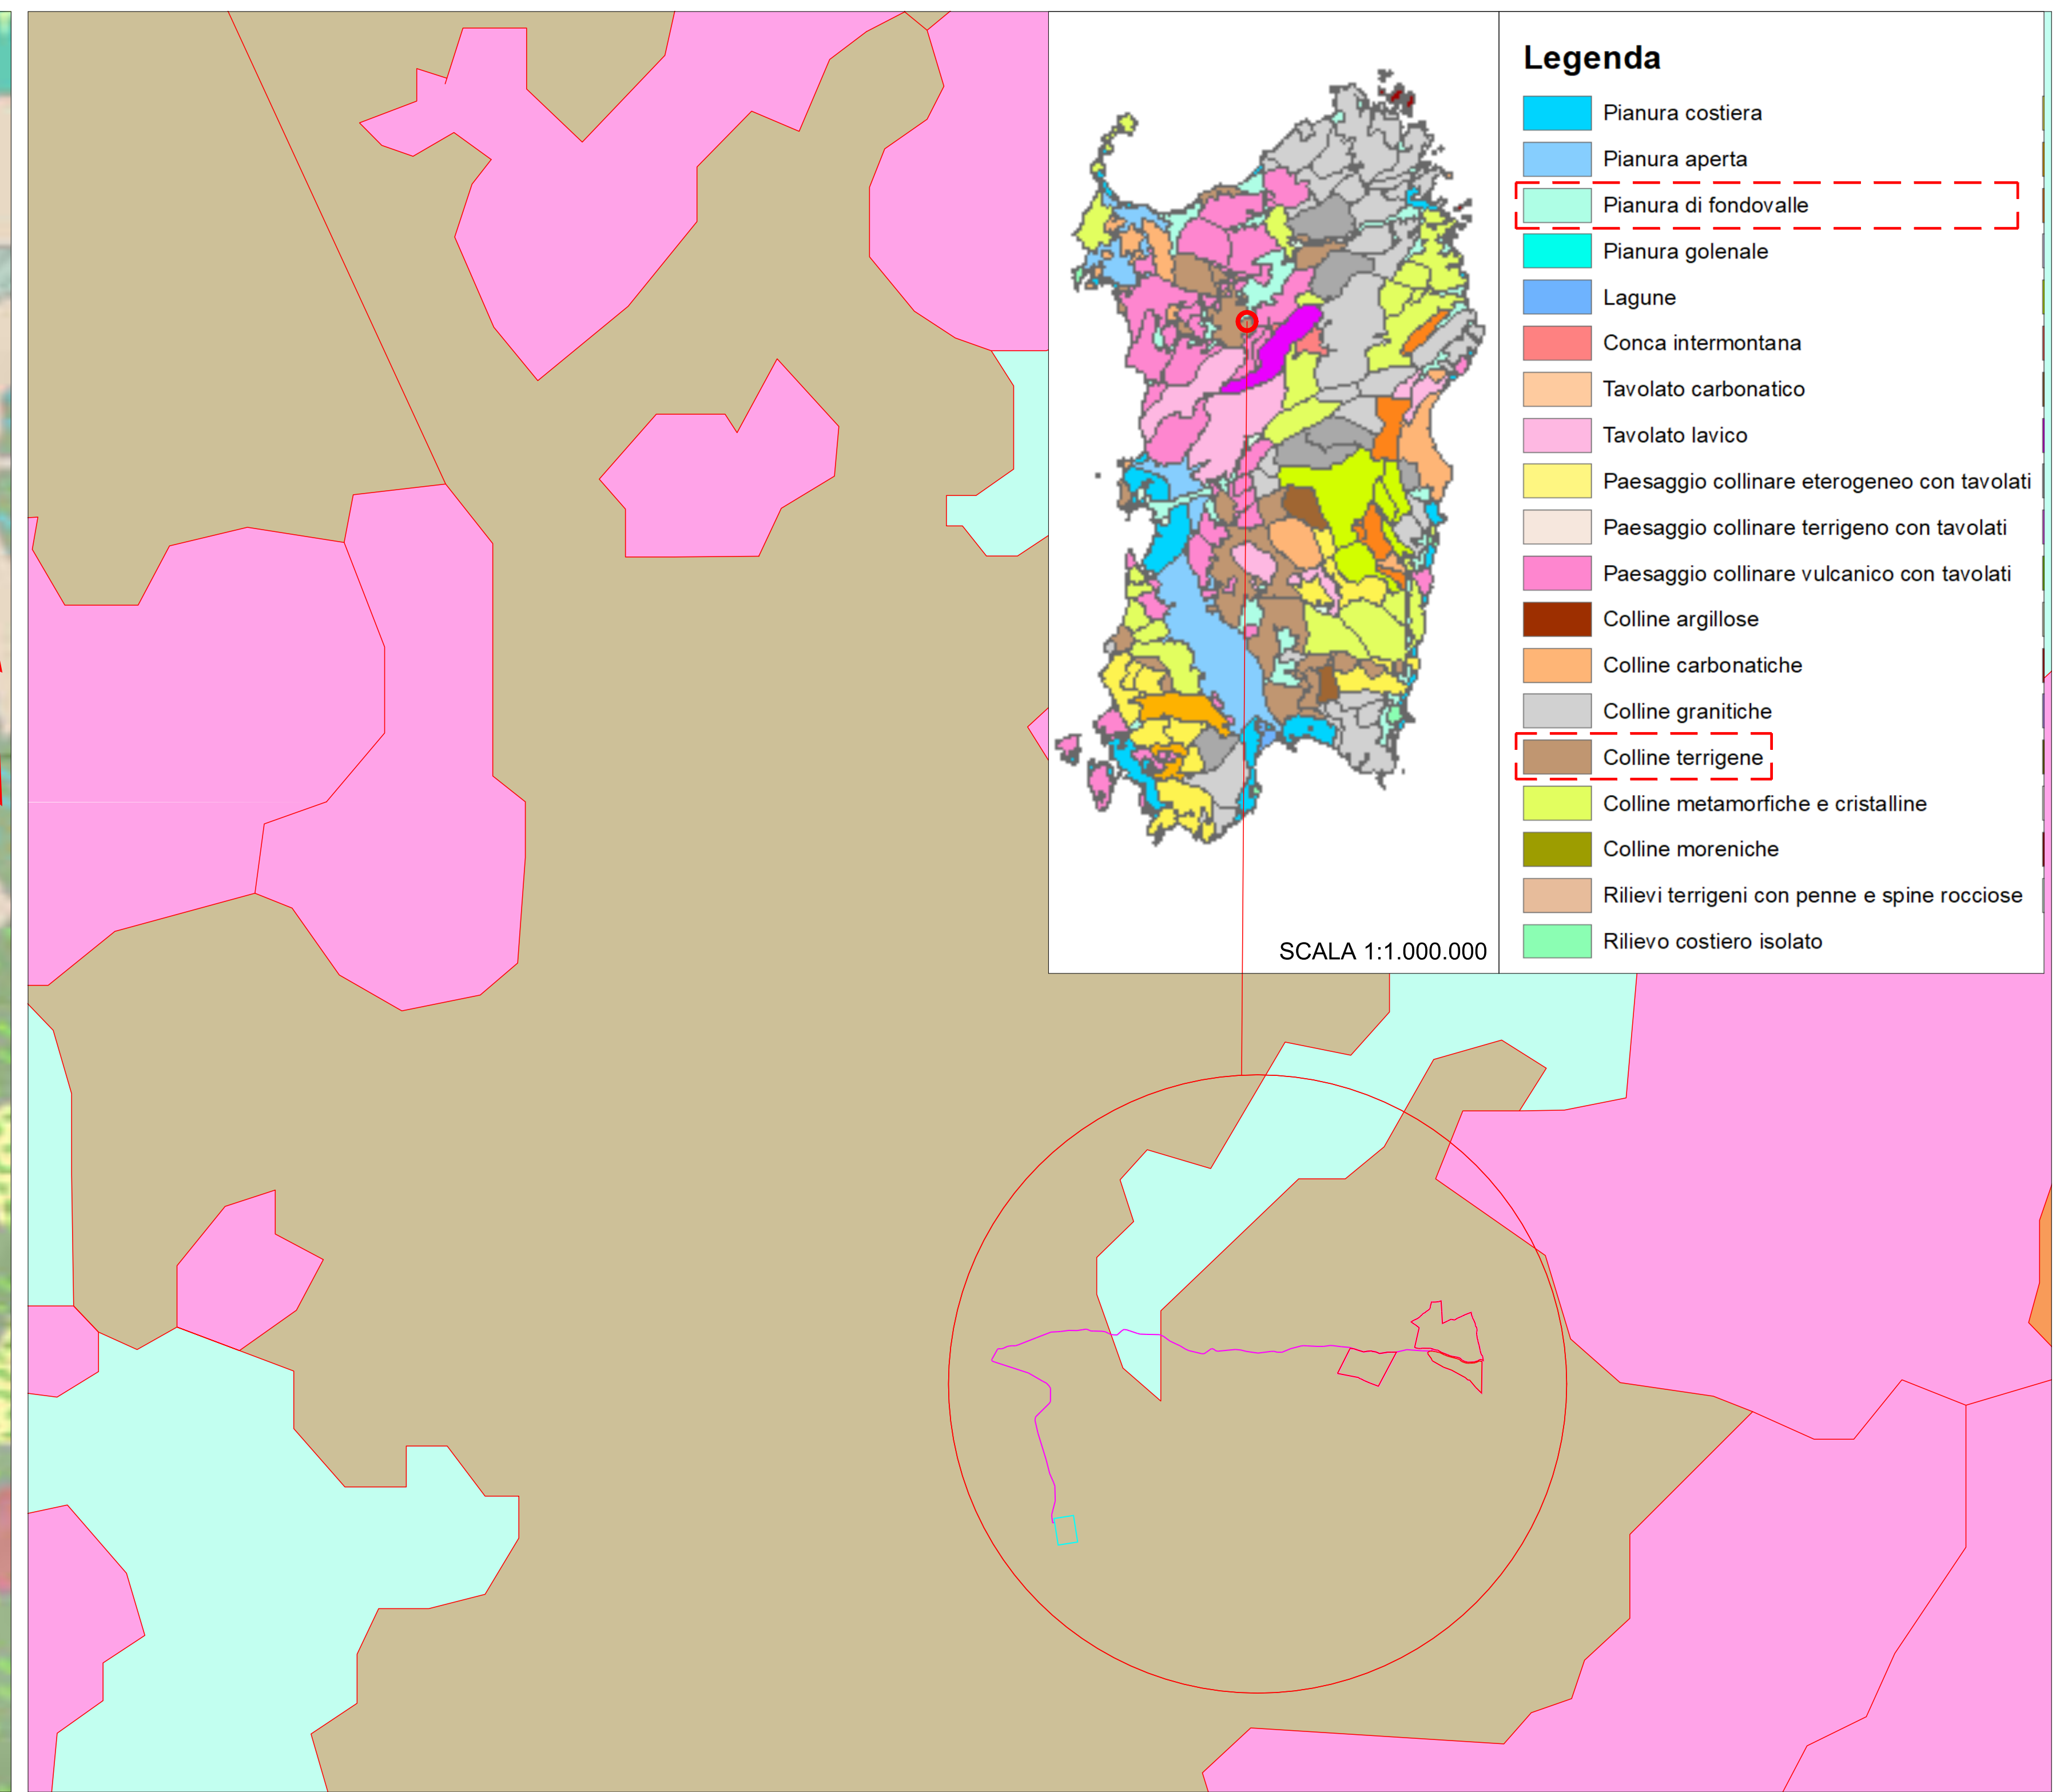 Legenda
Pianura costiera
Pianura aperta
Pianura di fondovalle
Pianura golenale
Lagune
Conca intermontana
Tavolato carbonatico
Tavolato lavico
Paesaggio collinare eterogeneo con tavolati
Paesaggio collinare terrigeno con tavolati
Paesaggio collinare vulcanico con tavolati
Colline argillose
Colline carbonatiche
Colline granitiche
Colline terrigene
Colline metamorfiche e cristalline
Colline moreniche
Rilievi terrigeni con penne e spine rocciose
Rilievo costiero isolato
SCALA 1:1.000.000